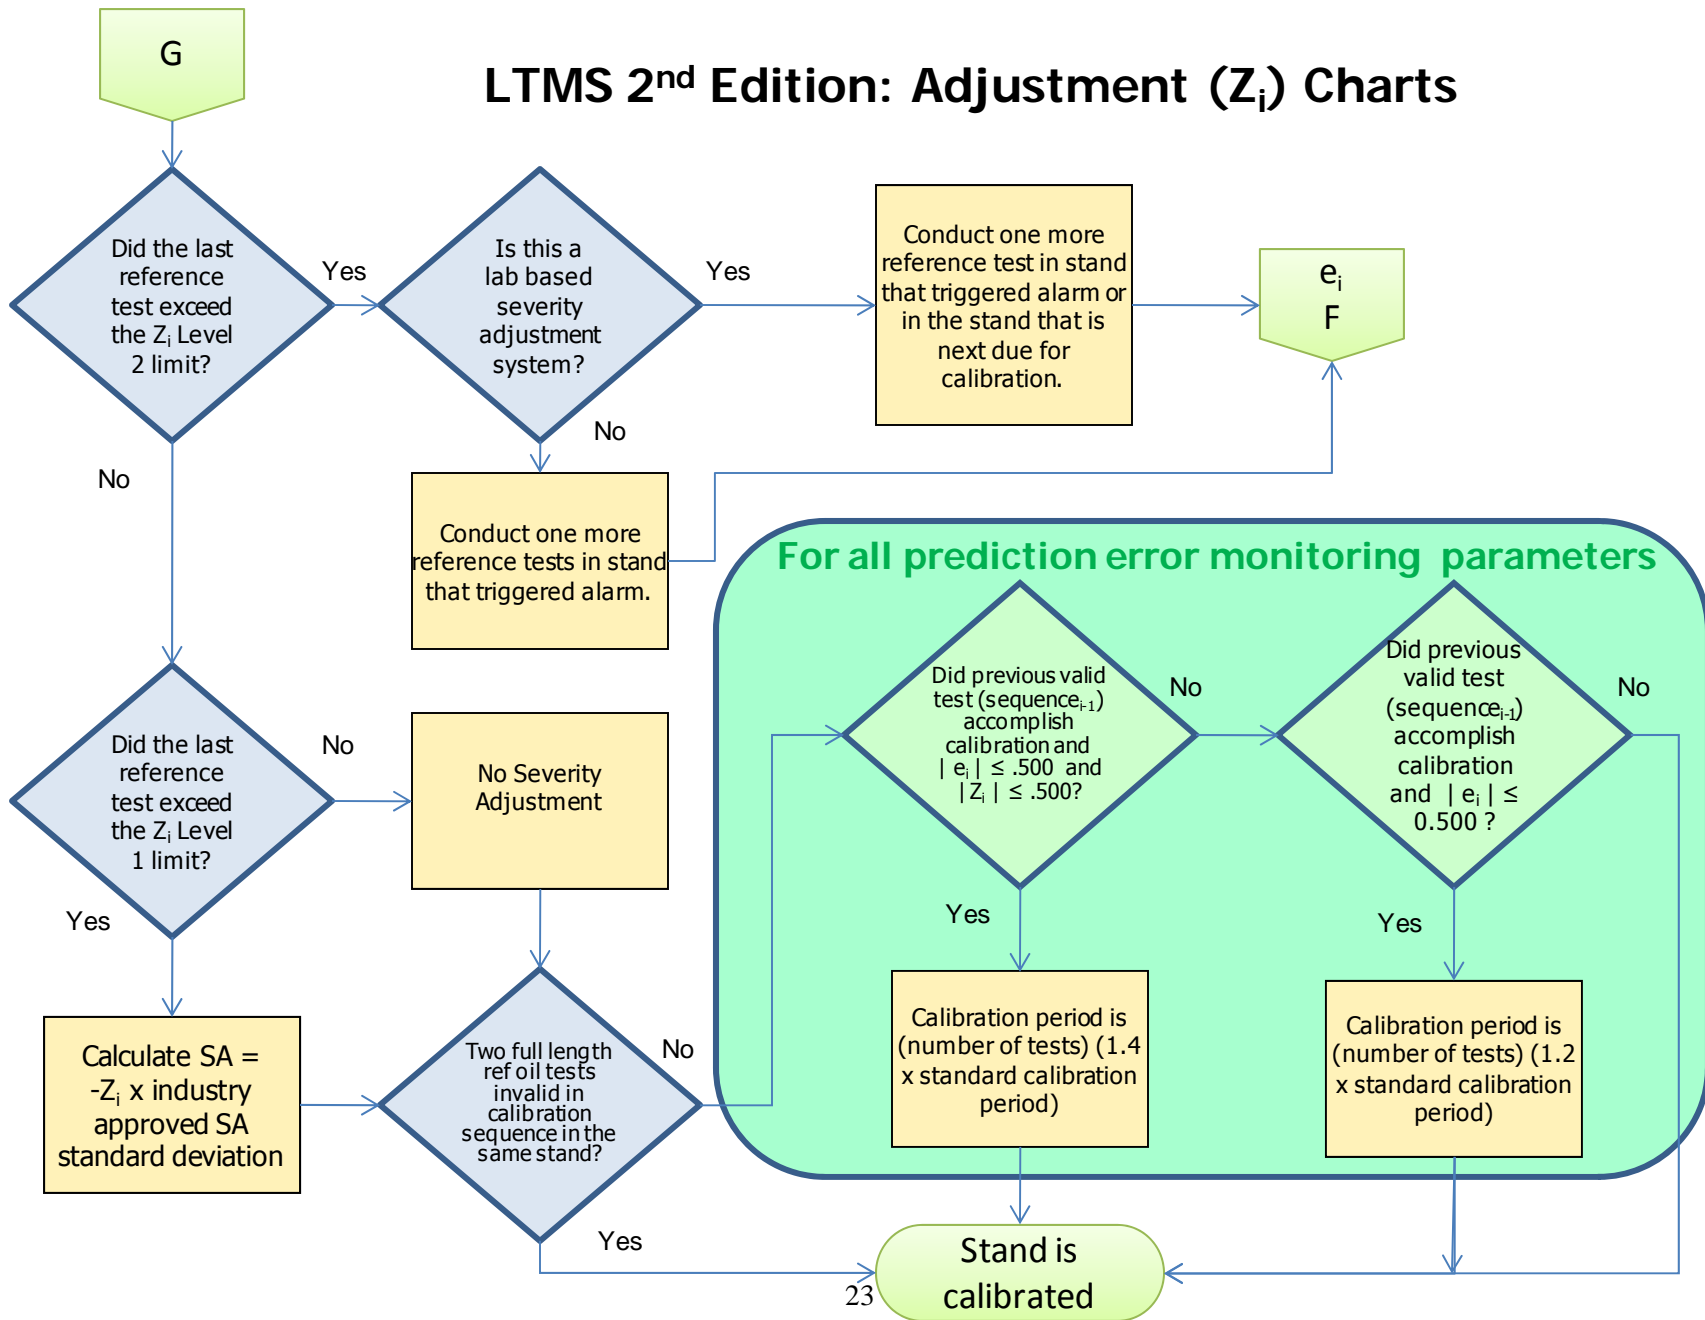 G
LTMS 2nd Edition: Adjustment (Zi) Charts
Did the last
reference
test exceed
the Zi Level
2 limit?
Yes
Is this a
lab based
severity
adjustment
system?
Yes
Conduct one more
reference test in stand
that triggered alarm or
in the stand that is
next due for
calibration.
ei
F
No
No
Conduct one more
reference tests in stand
that triggered alarm.
For all prediction error monitoring parameters
Did the last
reference
test exceed
the Zi Level
1 limit?
No
No Severity
Adjustment
Did previous valid
test (sequencei-1)
accomplish
calibration and
| ei | ≤ .500 and
| Zi | ≤ .500?
No
Did previous
valid test
(sequencei-1)
accomplish
calibration
and | ei | ≤
0.500 ?
No
Yes
Yes
Yes
Calculate SA =
-Zi x industry
approved SA
standard deviation
Two full length
ref oil tests
invalid in
calibration
sequence in the
same stand?
No
Calibration period is
(number of tests) (1.4
x standard calibration
period)
Calibration period is
(number of tests) (1.2
x standard calibration
period)
Yes
Stand is
calibrated
23